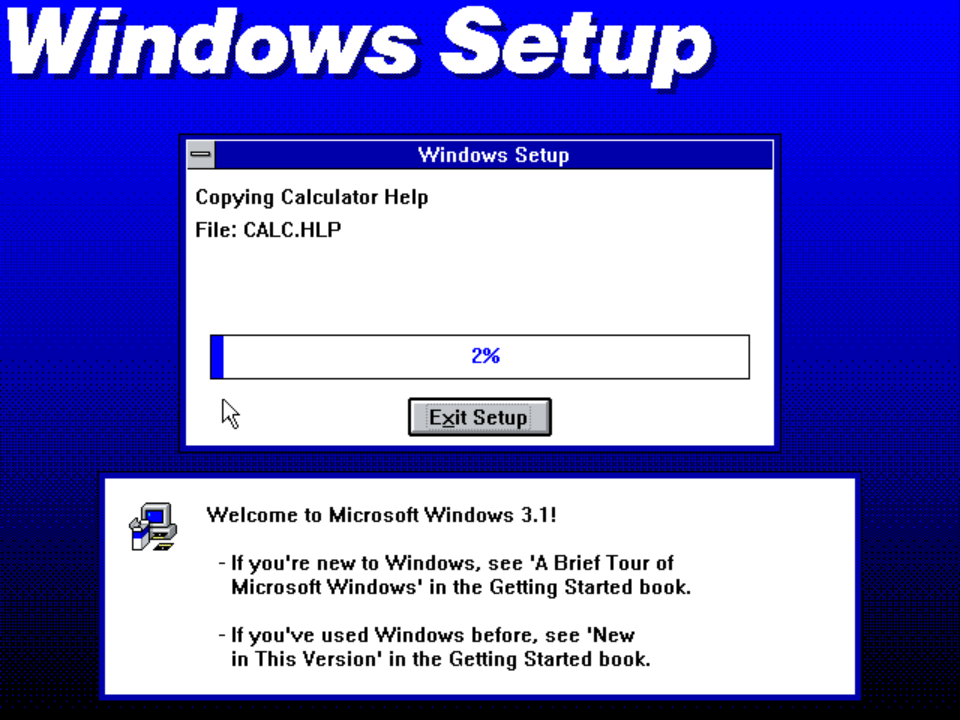 Windows Setup
Windows Setup
Copying Calculator Help
File: CALC.HLP
2%
Exit Setup
Welcome to Microsoft Windows 3.1!
- If you're new to Windows, see 'A Brief Tour of
Microsoft Windows' in the Getting Started book.
- If you've used Windows before, see 'New
in This Version' in the Getting Started book.